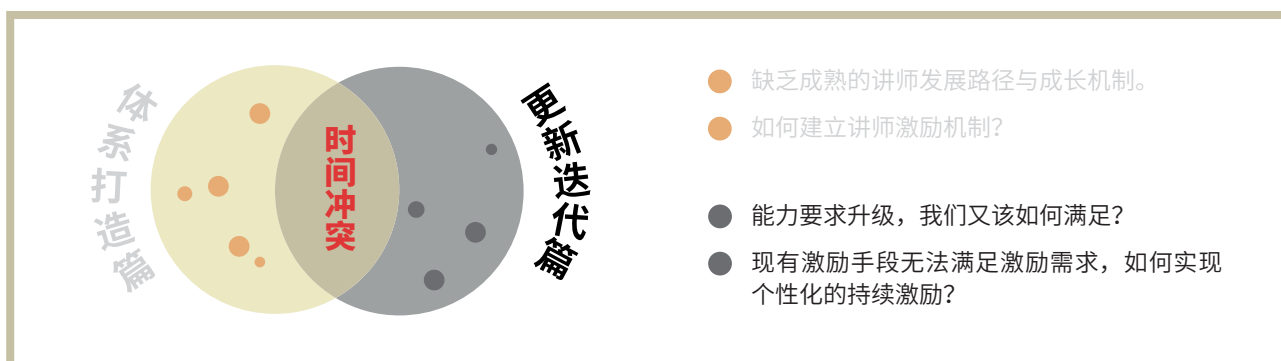 体系打造篇
时间冲突
更新迭代篇
缺乏成熟的讲师发展路径与成长机制。
如何建立讲师激励机制？
能力要求升级，我们又该如何满足？
现有激励手段无法满足激励需求，如何实现
个性化的持续激励？